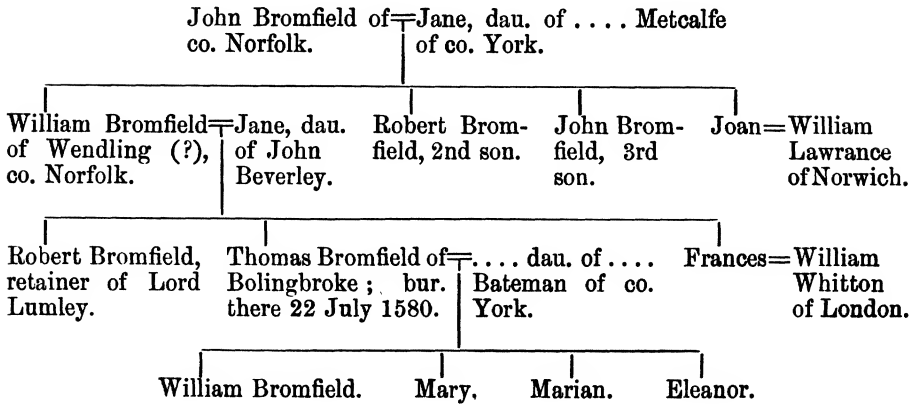 John Bromfield of=Jane, dau. of .... Metcalfe
co. Norfolk. of co. York.
William Bromfield=Jane, dau. Robert Brom- John Brom- Joan=William
of Wendling (?), of John field, 2nd son. field, 3rd Lawrance
co. Norfolk. Beverley. son. of Norwich.
Robert Bromfield, Thomas Bromfield of=.... dau. of .... Frances=William
retainer of Lord Bolingbroke; bur. Bateman of co. Whitton
Lumley. there 22 July 1580. York. of London.
William Bromfield. Mary. Marian. Eleanor.